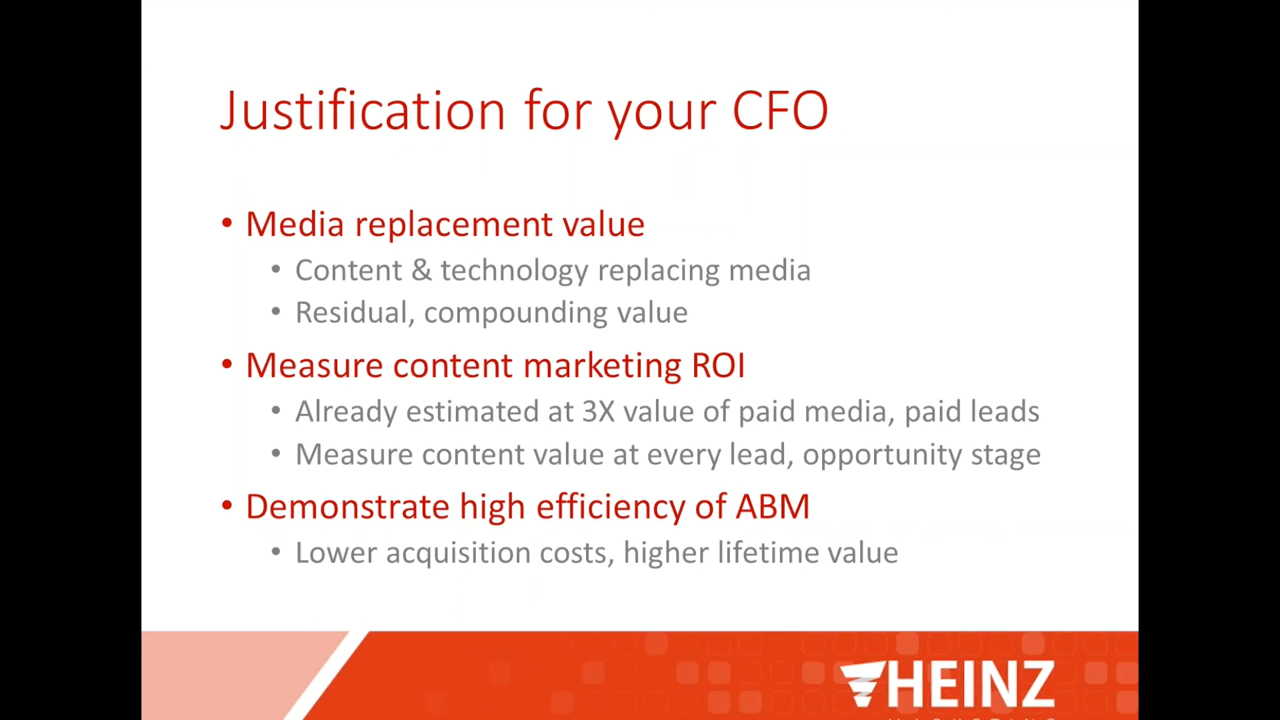 Justification for your CFO
• Media replacement value
• Content & technology replacing media
• Residual, compounding value
• Measure content marketing ROI
• Already estimated at 3X value of paid media, paid leads
• Measure content value at every lead, opportunity stage
• Demonstrate high efficiency of ABM
• Lower acquisition costs, higher lifetime value
HEINZ